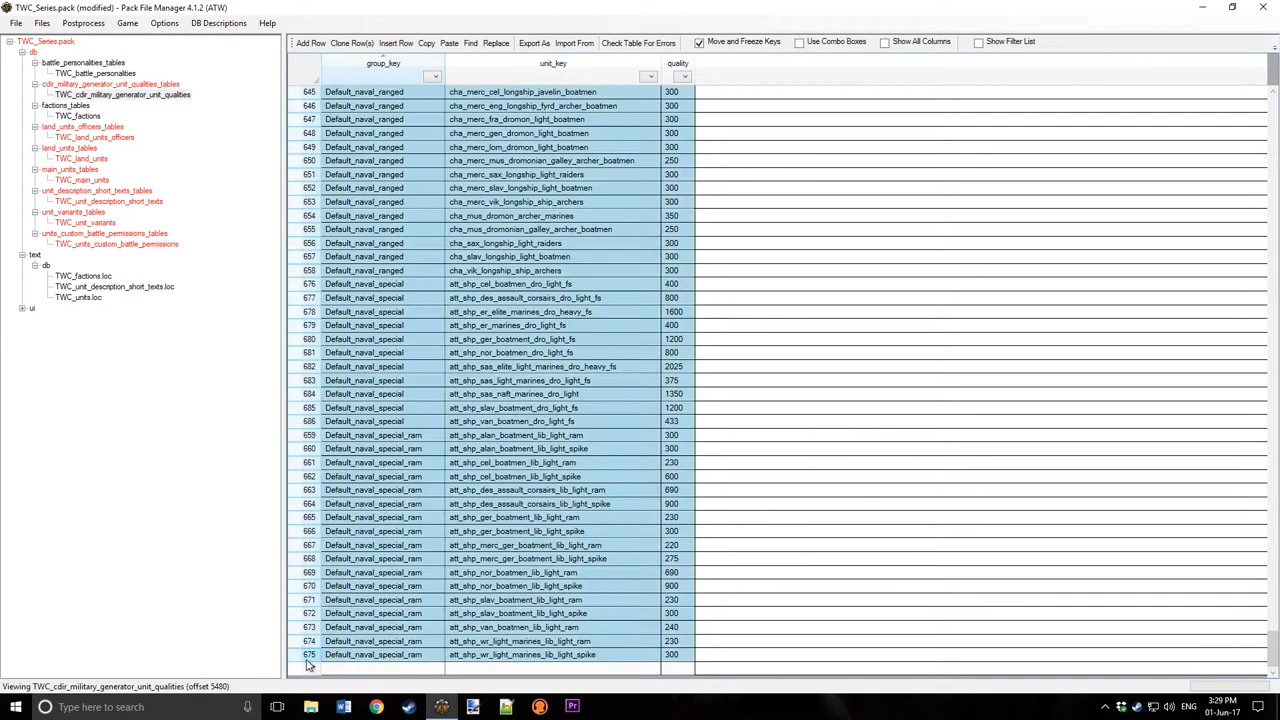 TWC_Series.pack (modified) - Pack File Manager 4.1.2 (ATW)
File Files Postprocess Game Options DB Descriptions Help
TWC_Series.pack
db
battle_personalities_tables
TWC_battle_personalities
cdir_military_generator_unit_qualities_tables
TWC_cdir_military_generator_unit_qualities
factions_tables
TWC_factions
land_units_officers_tables
TWC_land_units_officers
land_units_tables
TWC_land_units
main_units_tables
TWC_main_units
unit_description_short_texts_tables
TWC_unit_description_short_texts
unit_variants_tables
TWC_unit_variants
units_custom_battle_permissions_tables
TWC_units_custom_battle_permissions
text
db
TWC_factions.loc
TWC_unit_description_short_texts.loc
TWC_units.loc
ui
Add Row Clone Row(s) Insert Row Copy Paste Find Replace Export As Import From Check Table For Errors Move and Freeze Keys Use Combo Boxes Show All Columns Show Filter List
group_key unit_key quality
645 Default_naval_ranged cha_merc_cel_longship_javelin_boatmen 300
646 Default_naval_ranged cha_merc_eng_longship_fyrd_archer_boatmen 300
647 Default_naval_ranged cha_merc_fra_dromon_light_boatmen 300
648 Default_naval_ranged cha_merc_gen_dromon_light_boatmen 300
649 Default_naval_ranged cha_merc_lom_dromon_light_boatmen 300
650 Default_naval_ranged cha_merc_mus_dromonian_galley_archer_boatmen 250
651 Default_naval_ranged cha_merc_sax_longship_light_raiders 300
652 Default_naval_ranged cha_merc_slav_longship_light_boatmen 300
653 Default_naval_ranged cha_merc_vik_longship_ship_archers 300
654 Default_naval_ranged cha_mus_dromon_archer_marines 350
655 Default_naval_ranged cha_mus_dromonian_galley_archer_boatmen 250
656 Default_naval_ranged cha_sax_longship_light_raiders 300
657 Default_naval_ranged cha_slav_longship_light_boatmen 300
658 Default_naval_ranged cha_vik_longship_ship_archers 300
676 Default_naval_special att_shp_cel_boatmen_dro_light_fs 400
677 Default_naval_special att_shp_des_assault_corsairs_dro_light_fs 800
678 Default_naval_special att_shp_er_elite_marines_dro_heavy_fs 1600
679 Default_naval_special att_shp_er_marines_dro_light_fs 400
680 Default_naval_special att_shp_ger_boatment_dro_light_fs 1200
681 Default_naval_special att_shp_nor_boatmen_dro_light_fs 800
682 Default_naval_special att_shp_sas_elite_light_marines_dro_heavy_fs 2025
683 Default_naval_special att_shp_sas_light_marines_dro_light_fs 375
684 Default_naval_special att_shp_sas_naft_marines_dro_light 1350
685 Default_naval_special att_shp_slav_boatmen_dro_light_fs 1200
686 Default_naval_special att_shp_van_boatmen_dro_light_fs 433
659 Default_naval_special_ram att_shp_alan_boatment_lib_light_ram 300
660 Default_naval_special_ram att_shp_alan_boatment_lib_light_spike 300
661 Default_naval_special_ram att_shp_cel_boatmen_lib_light_ram 230
662 Default_naval_special_ram att_shp_cel_boatmen_lib_light_spike 600
663 Default_naval_special_ram att_shp_des_assault_corsairs_lib_light_ram 690
664 Default_naval_special_ram att_shp_des_assault_corsairs_lib_light_spike 900
665 Default_naval_special_ram att_shp_ger_boatment_lib_light_ram 230
666 Default_naval_special_ram att_shp_ger_boatment_lib_light_spike 300
667 Default_naval_special_ram att_shp_merc_ger_boatment_lib_light_ram 220
668 Default_naval_special_ram att_shp_merc_ger_boatment_lib_light_spike 275
669 Default_naval_special_ram att_shp_nor_boatmen_lib_light_ram 690
670 Default_naval_special_ram att_shp_nor_boatmen_lib_light_spike 900
671 Default_naval_special_ram att_shp_slav_boatmen_lib_light_ram 230
672 Default_naval_special_ram att_shp_slav_boatmen_lib_light_spike 300
673 Default_naval_special_ram att_shp_van_boatmen_lib_light_ram 240
674 Default_naval_special_ram att_shp_wr_light_marines_lib_light_ram 230
675 Default_naval_special_ram att_shp_wr_light_marines_lib_light_spike 300
Viewing TWC_cdir_military_generator_unit_qualities (offset 5480)
Type here to search
ENG
3:29 PM
01-Jun-17